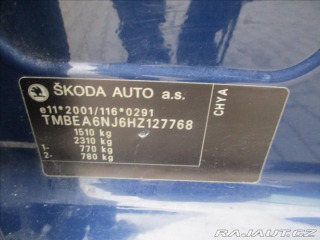 ŠKODA AUTO a.s.
e11*2001/116*0291
TMBEA6NJ6HZ127768
1510 kg
2310 kg
1- 770 kg
2- 780 kg
CHYA
RAJAUT.CZ